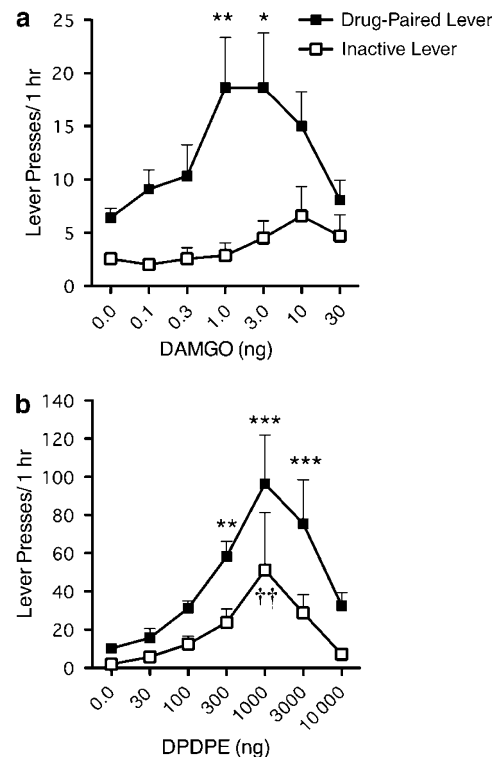 a
Drug-Paired Lever
Inactive Lever
** *
Lever Presses/ 1 hr
25
20
15
10
5
0
0.0 0.1 0.3 1.0 3.0 10 30
DAMGO (ng)
b
***
***
**
††
Lever Presses/ 1 hr
140
120
100
80
60
40
20
0
0.0 30 100 300 1000 3000 10 000
DPDPE (ng)